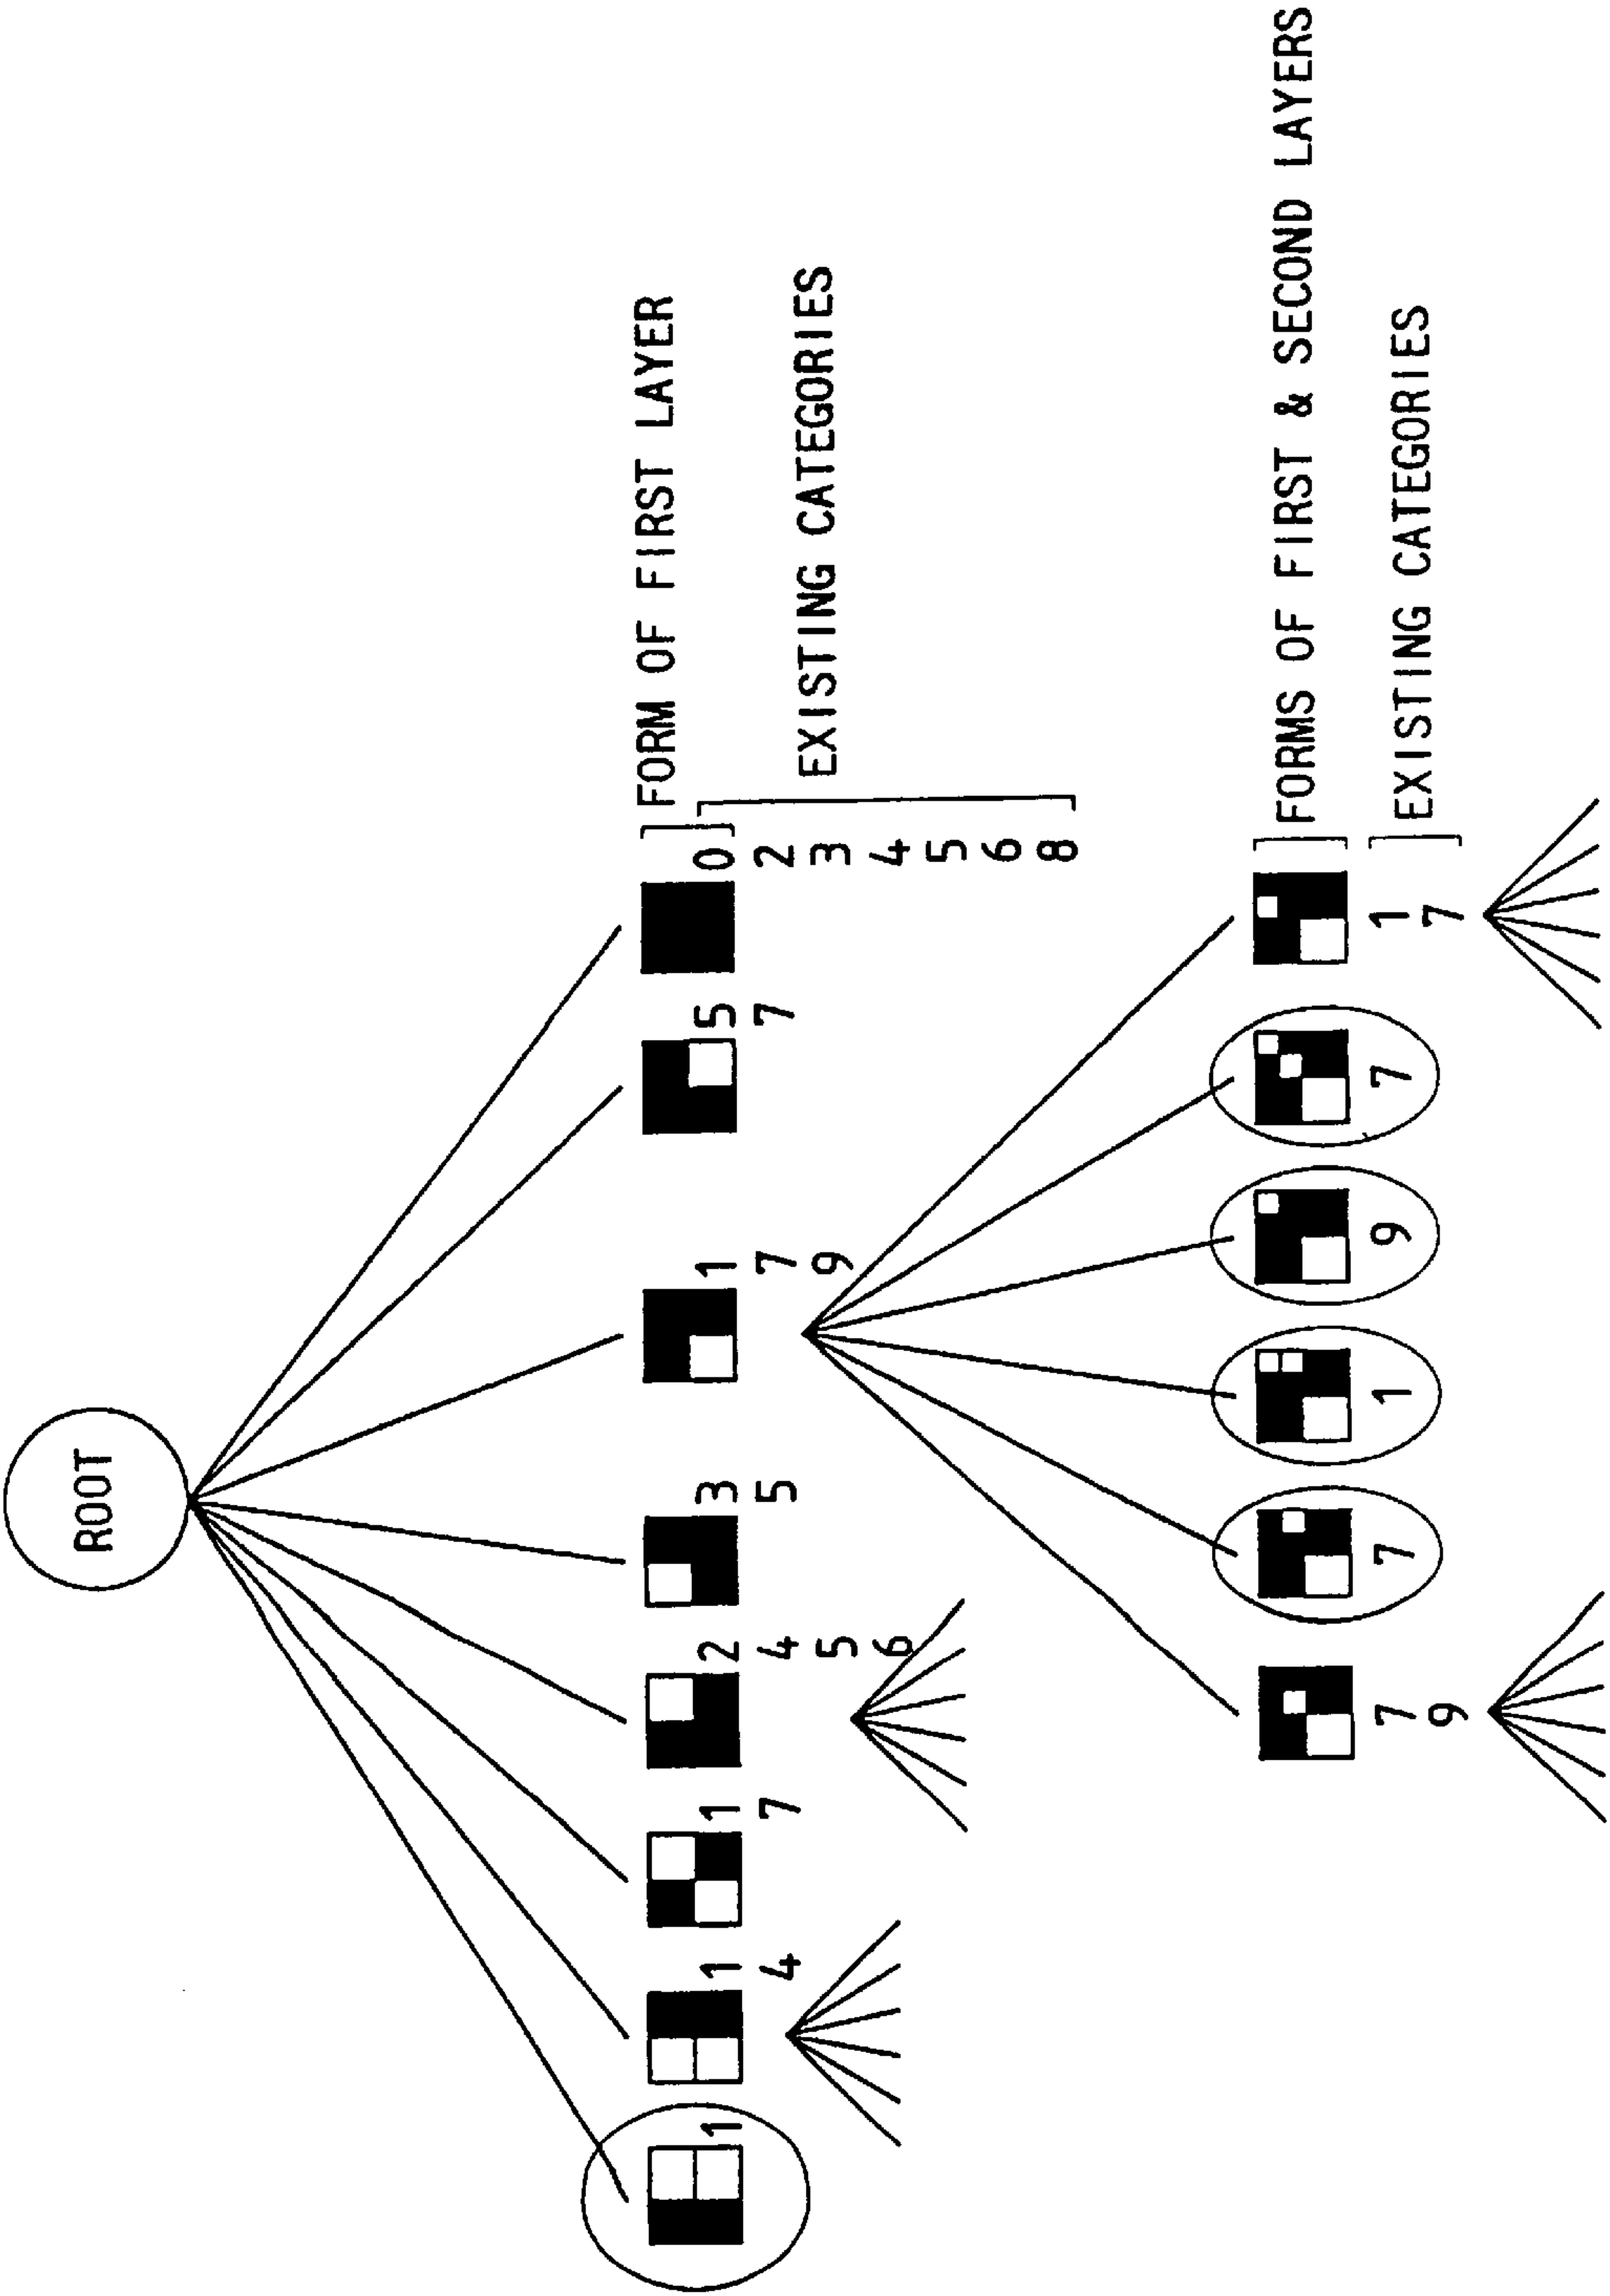 ROOT
FORM OF FIRST LAYER
1 1 1 2 3 1 5 0
4 7 4 5 7 7 2
5 9 3 EXISTING CATEGORIES
6 4
5
6
8
FORMS OF FIRST & SECOND LAYERS
7 7 1 9 7 1
EXISTING CATEGORIES
9 7